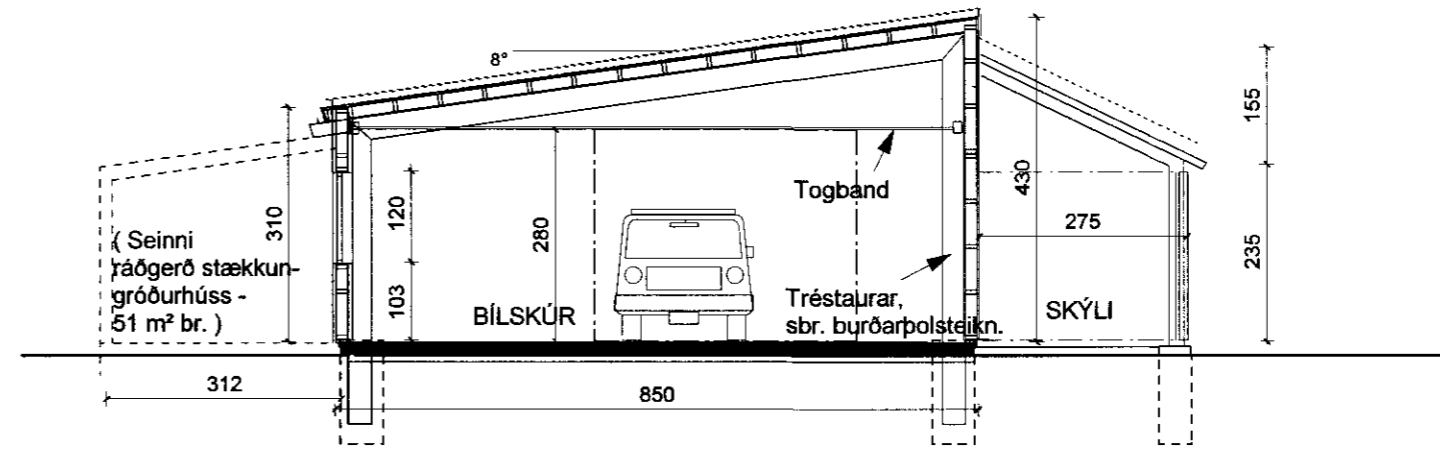 8°
155
430
Togband
310
120
280
275
235
( Seinni
ráðgerð stækkun-
gróðurhúss -
51 m² br. )
103
BÍLSKÚR
Tréstaurar,
sbr. burðarþolsteikn.
SKÝLI
312
850